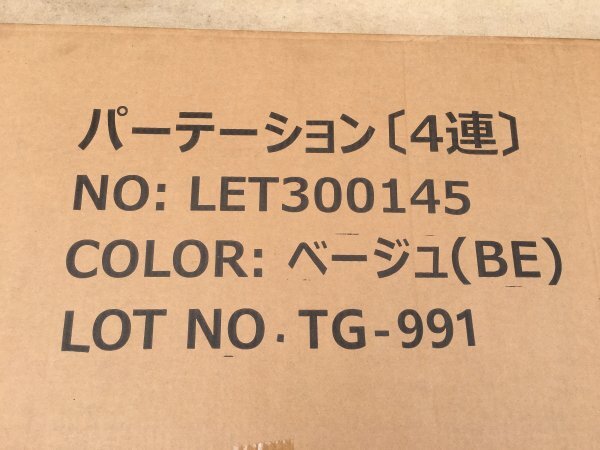 パーテーション〔4連〕
NO: LET300145
COLOR: ベージュ(BE)
LOT NO. TG-991